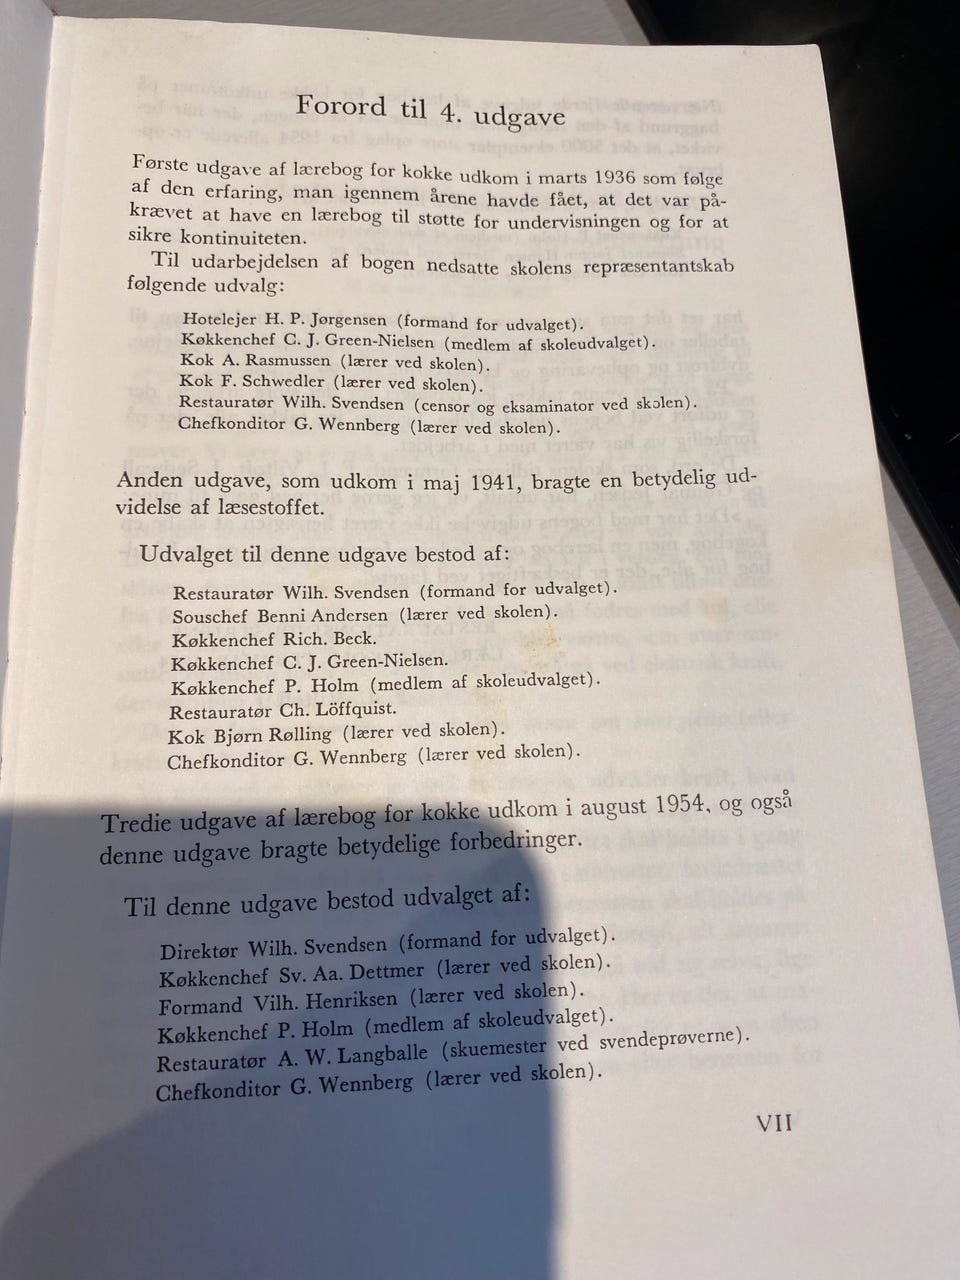 Forord til 4. udgave
Første udgave af lærebog for kokke udkom i marts 1936 som følge
af den erfaring, man igennem årene havde fået, at det var på-
krævet at have en lærebog til støtte for undervisningen og for at
sikre kontinuiteten.
Til udarbejdelsen af bogen nedsatte skolens repræsentantskab
følgende udvalg:
Hotelejer H. P. Jørgensen (formand for udvalget).
Køkkenchef C. J. Green-Nielsen (medlem af skoleudvalget).
Kok A. Rasmussen (lærer ved skolen).
Kok F. Schwedler (lærer ved skolen).
Restauratør Wilh. Svendsen (censor og eksaminator ved skolen).
Chefkonditor G. Wennberg (lærer ved skolen).
Anden udgave, som udkom i maj 1941, bragte en betydelig ud-
videlse af læsestoffet.
Udvalget til denne udgave bestod af:
Restauratør Wilh. Svendsen (formand for udvalget).
Souschef Benni Andersen (lærer ved skolen).
Køkkenchef Rich. Beck.
Køkkenchef C. J. Green-Nielsen.
Køkkenchef P. Holm (medlem af skoleudvalget).
Restauratør Ch. Löffquist.
Kok Bjørn Rølling (lærer ved skolen).
Chefkonditor G. Wennberg (lærer ved skolen).
Tredie udgave af lærebog for kokke udkom i august 1954, og også
denne udgave bragte betydelige forbedringer.
Til denne udgave bestod udvalget af:
Direktør Wilh. Svendsen (formand for udvalget).
Køkkenchef Sv. Aa. Dettmer (lærer ved skolen).
Formand Vilh. Henriksen (lærer ved skolen).
Køkkenchef P. Holm (medlem af skoleudvalget).
Restauratør A. W. Langballe (skuemester ved svendeprøverne).
Chefkonditor G. Wennberg (lærer ved skolen).
VII